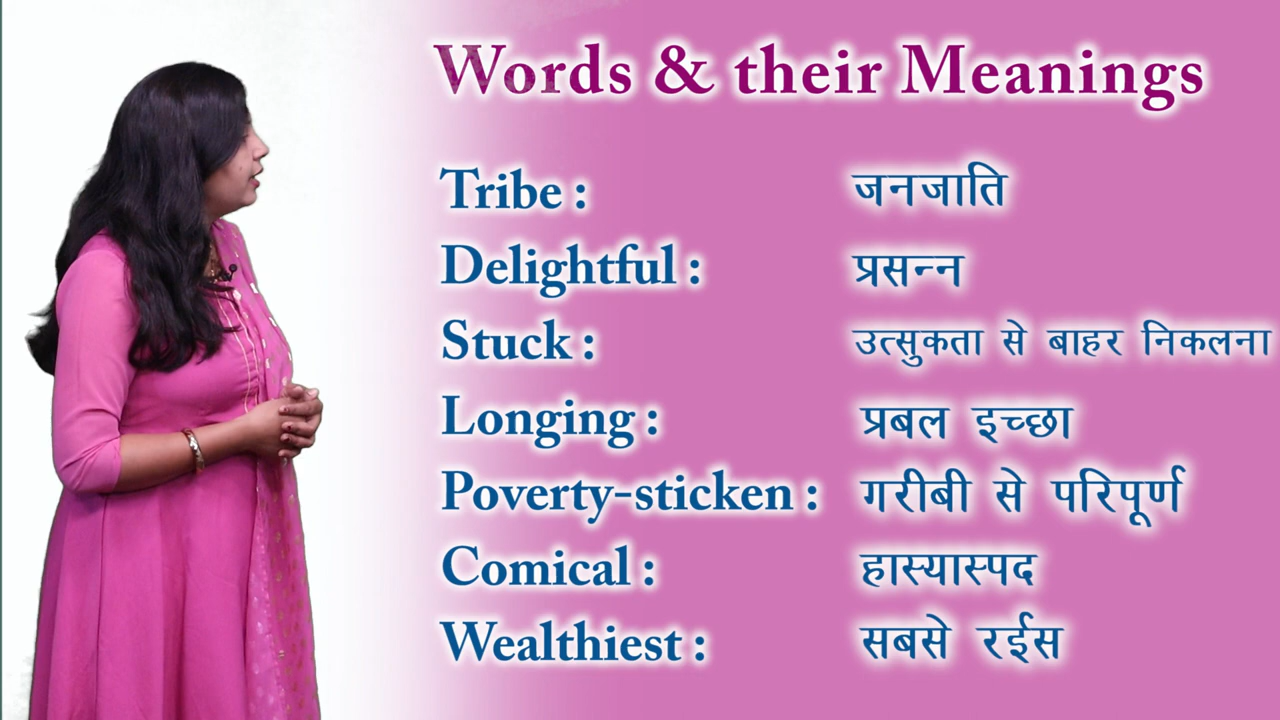 Words & their Meanings
Tribe : जनजाति
Delightful : प्रसन्न
Stuck : उत्सुकता से बाहर निकलना
Longing : प्रबल इच्छा
Poverty-sticken : गरीबी से परिपूर्ण
Comical : हास्यास्पद
Wealthiest : सबसे रईस